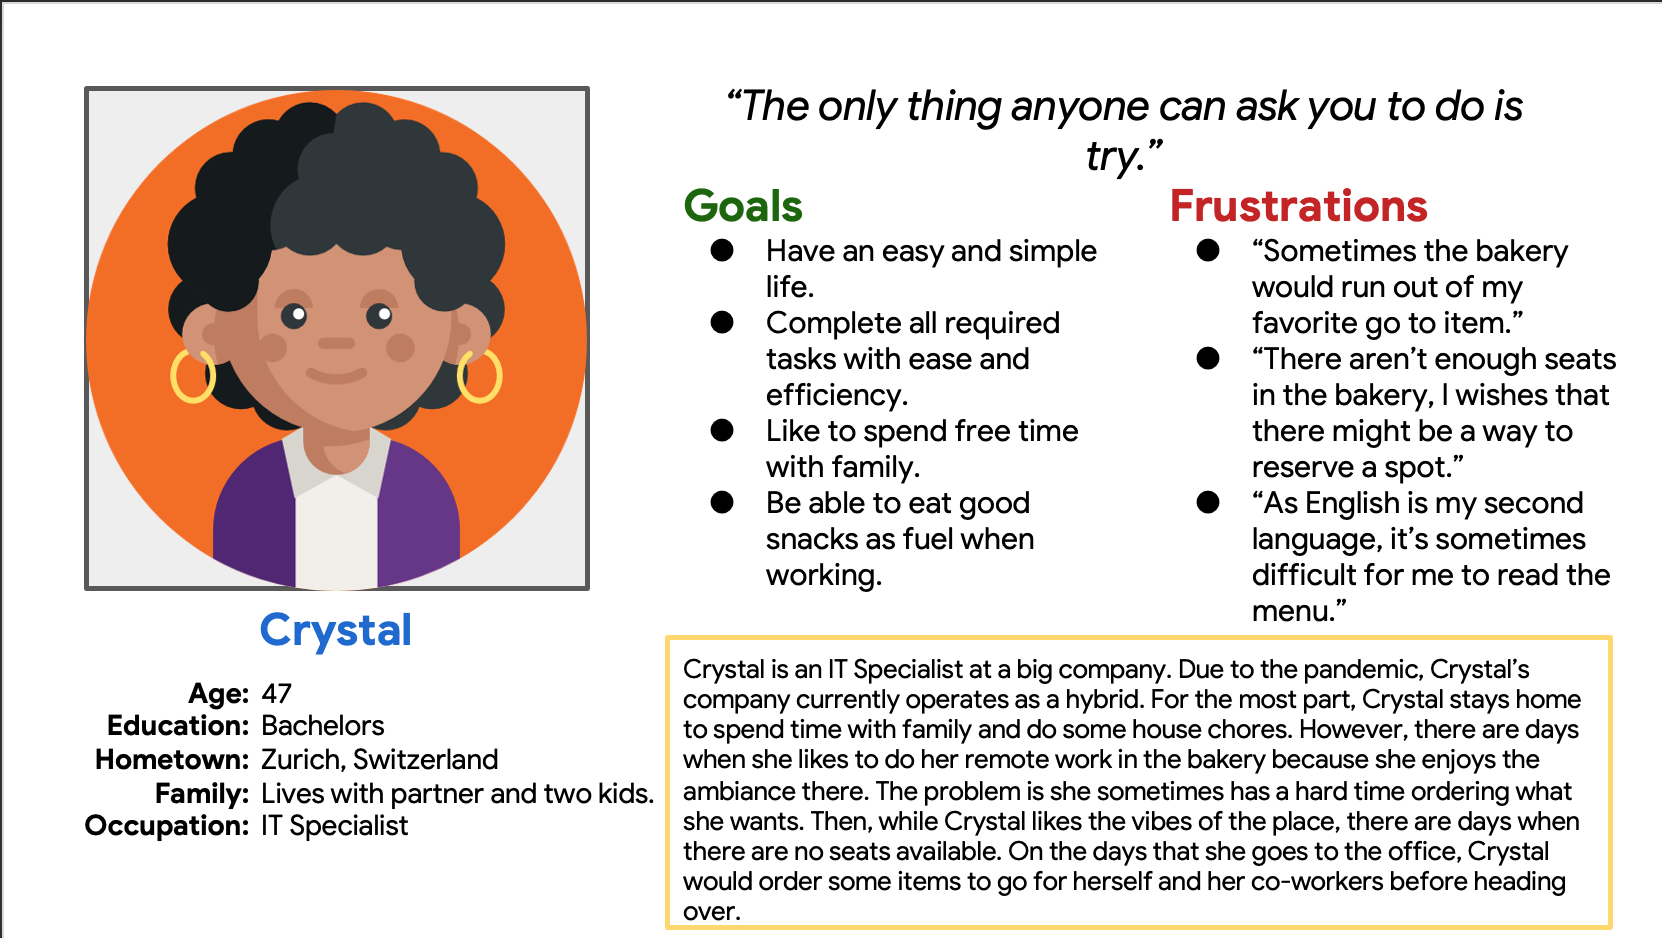 “The only thing anyone can ask you to do is
try.”
Goals
● Have an easy and simple
life.
● Complete all required
tasks with ease and
efficiency.
● Like to spend free time
with family.
● Be able to eat good
snacks as fuel when
working.
Frustrations
● “Sometimes the bakery
would run out of my
favorite go to item.”
● “There aren’t enough seats
in the bakery, I wishes that
there might be a way to
reserve a spot.”
● “As English is my second
language, it’s sometimes
difficult for me to read the
menu.”
Crystal
Age: 47
Education: Bachelors
Hometown: Zurich, Switzerland
Family: Lives with partner and two kids.
Occupation: IT Specialist
Crystal is an IT Specialist at a big company. Due to the pandemic, Crystal’s
company currently operates as a hybrid. For the most part, Crystal stays home
to spend time with family and do some house chores. However, there are days
when she likes to do her remote work in the bakery because she enjoys the
ambiance there. The problem is she sometimes has a hard time ordering what
she wants. Then, while Crystal likes the vibes of the place, there are days when
there are no seats available. On the days that she goes to the office, Crystal
would order some items to go for herself and her co-workers before heading
over.